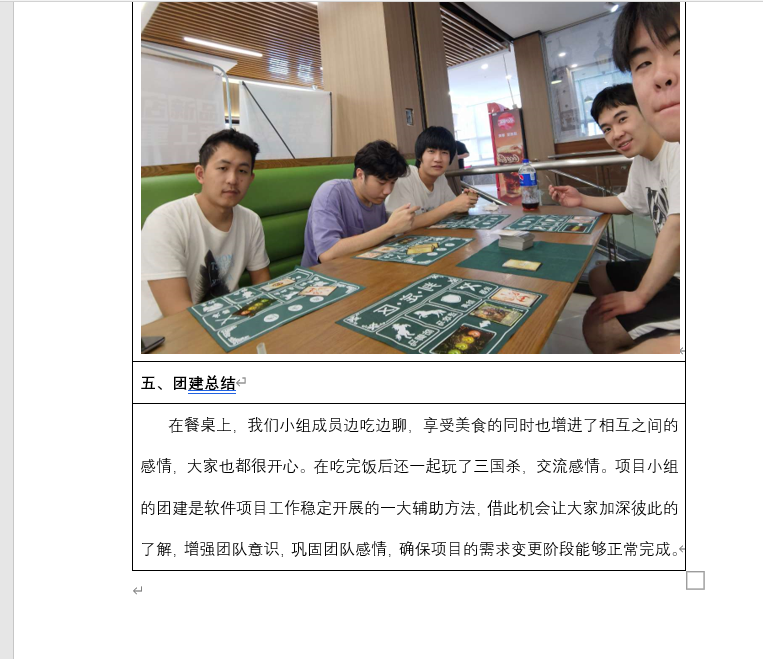 五、团建总结
在餐桌上，我们小组成员边吃边聊，享受美食的同时也增进了相互之间的
感情，大家也都很开心。在吃完饭后还一起玩了三国杀，交流感情。项目小组
的团建是软件项目工作稳定开展的一大辅助方法，借此机会让大家加深彼此的
了解，增强团队意识，巩固团队感情，确保项目的需求变更阶段能够正常完成。